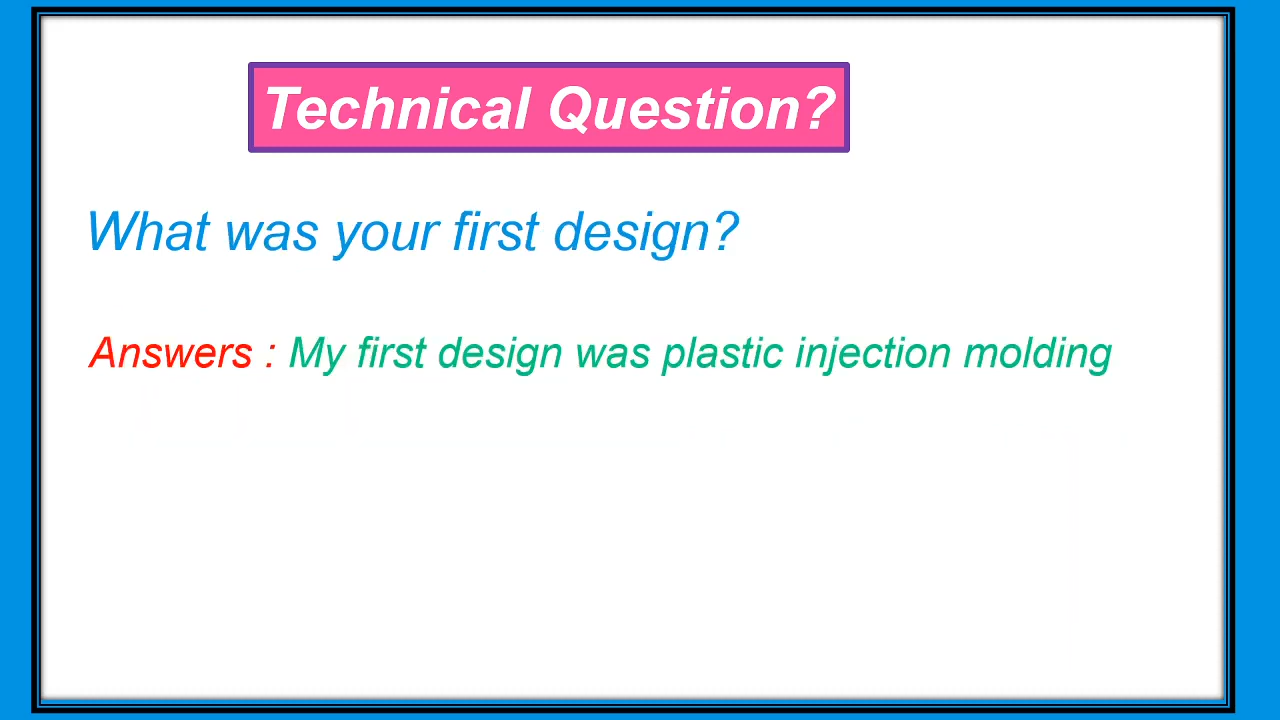 Technical Question?
What was your first design?
Answers : My first design was plastic injection molding